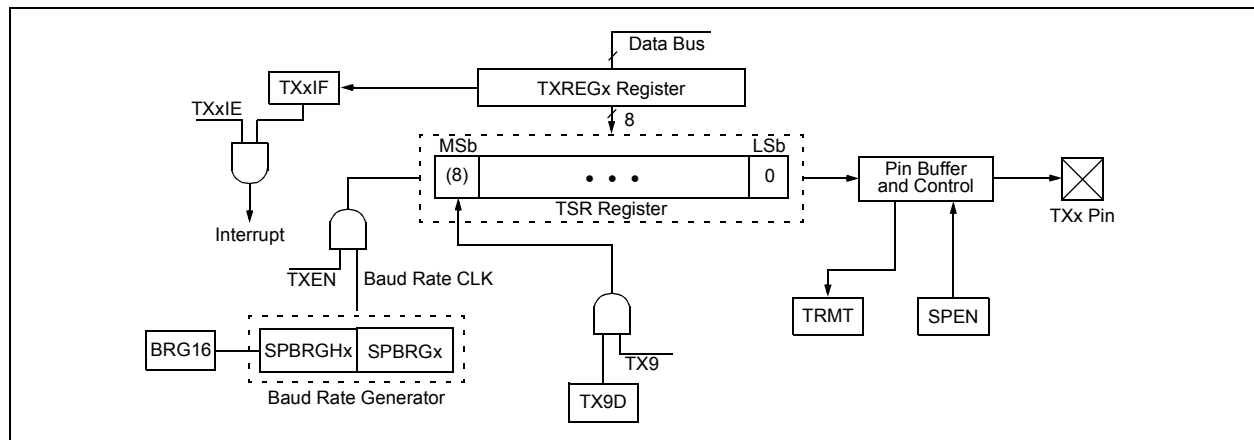 Data Bus
TXxIF
TXREGx Register
TXxIE
8
MSb
LSb
(8)
• • •
0
Pin Buffer
and Control
TSR Register
TXx Pin
Interrupt
TXEN
Baud Rate CLK
TRMT
SPEN
BRG16
SPBRGHx
SPBRGx
TX9
Baud Rate Generator
TX9D